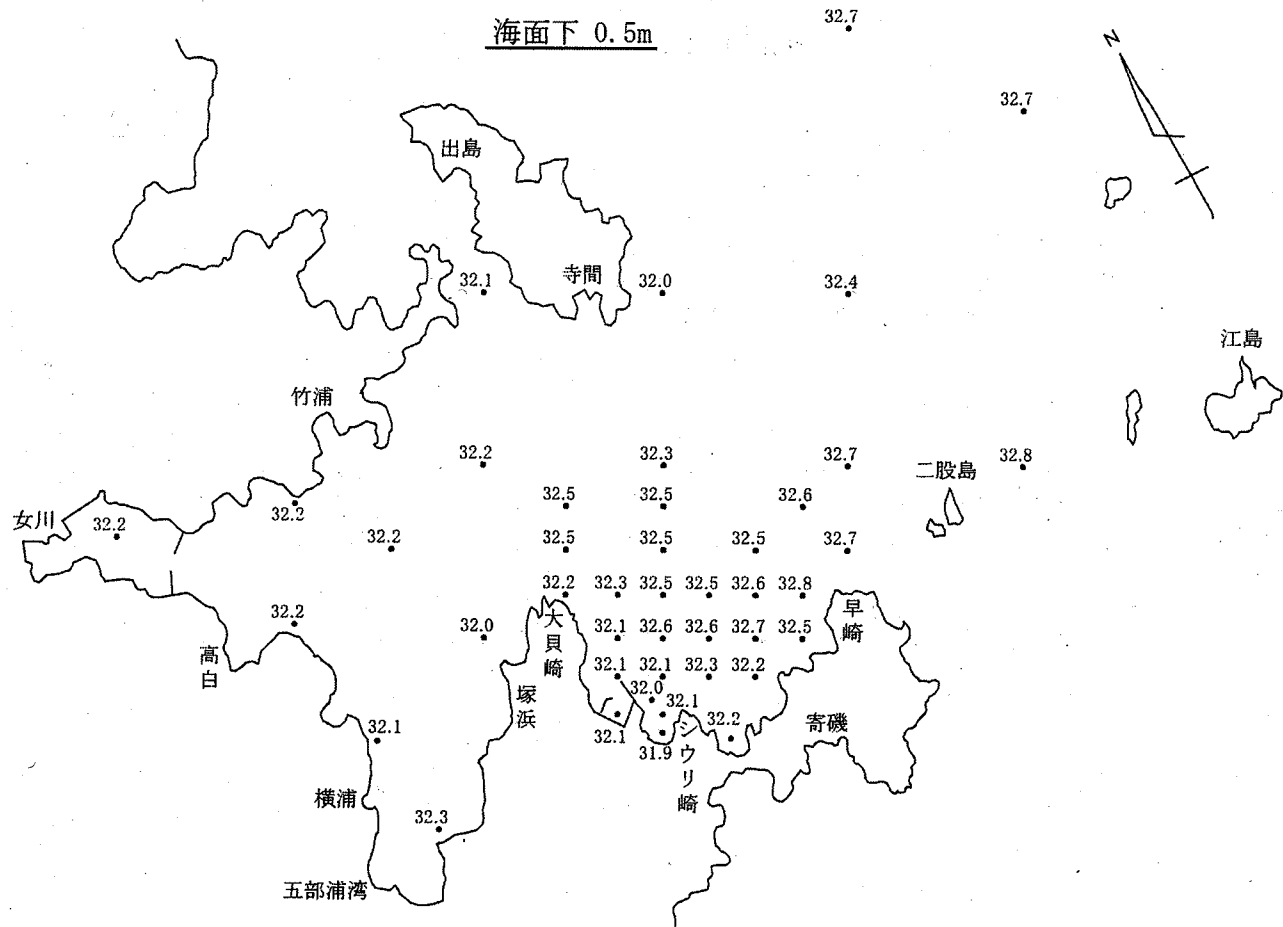 海面下 0.5m
32.7
32.7
N
出島
寺間
32.1 32.0 32.4
江島
竹浦
32.2 32.3 32.7 32.8
二股島
32.2 32.5 32.5 32.6
女川
32.2
32.2 32.5 32.5 32.5 32.7
32.2 32.3 32.5 32.5 32.6 32.8
32.2 32.0 32.1 32.6 32.6 32.7 32.5
大貝崎
早崎
高白
32.1 32.1 32.3 32.2
塚浜
32.0
32.1
32.1
32.1
31.9
32.2
シウリ崎
寄磯
横浦
32.3
五部浦湾